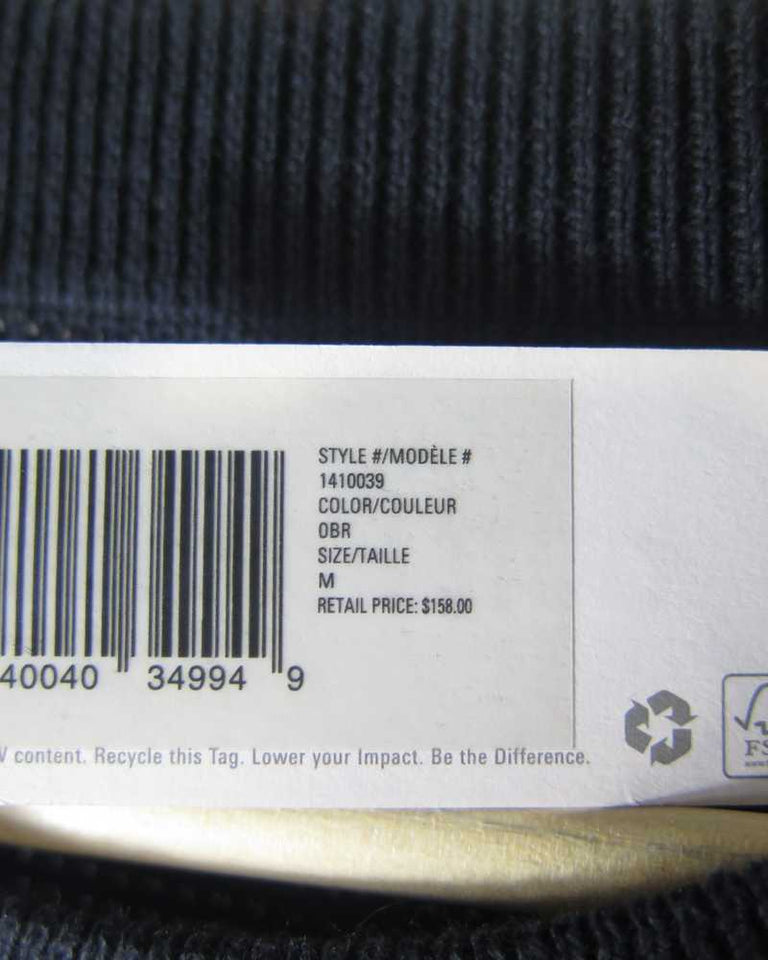 STYLE #/MODÈLE #
1410039
COLOR/COULEUR
OBR
SIZE/TAILLE
M
RETAIL PRICE: $158.00
40040 34994 9
content. Recycle this Tag. Lower your Impact. Be the Difference.
FS